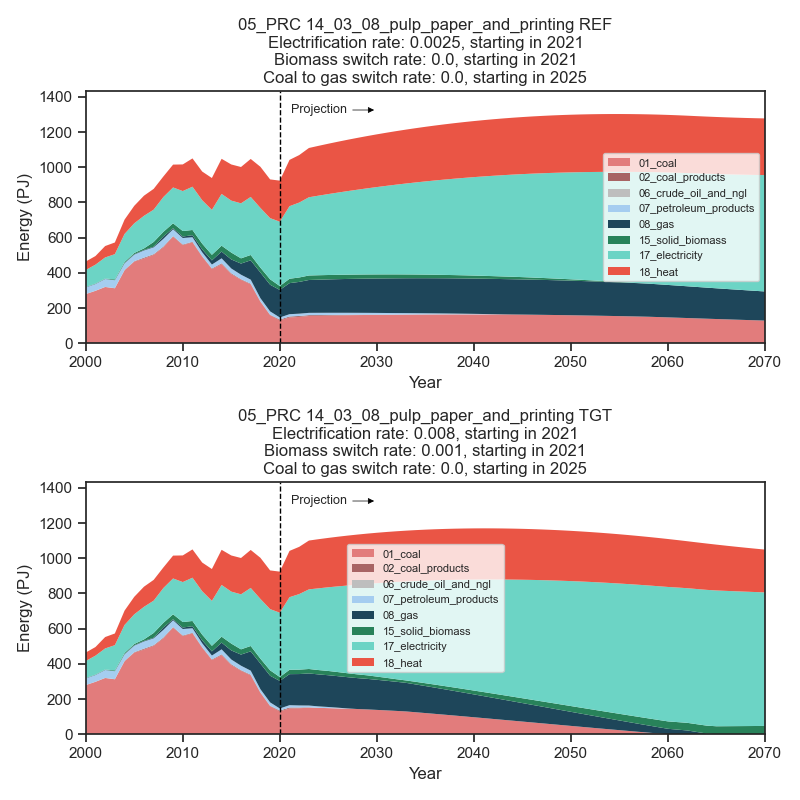 05_PRC 14_03_08_pulp_paper_and_printing REF
Electrification rate: 0.0025, starting in 2021
Biomass switch rate: 0.0, starting in 2021
Coal to gas switch rate: 0.0, starting in 2025
1400
1200
1000
800
600
400
200
0
Energy (PJ)
Projection
01_coal
02_coal_products
06_crude_oil_and_ngl
07_petroleum_products
08_gas
15_solid_biomass
17_electricity
18_heat
2000 2010 2020 2030 2040 2050 2060 2070
Year
05_PRC 14_03_08_pulp_paper_and_printing TGT
Electrification rate: 0.008, starting in 2021
Biomass switch rate: 0.001, starting in 2021
Coal to gas switch rate: 0.0, starting in 2025
1400
1200
1000
800
600
400
200
0
Energy (PJ)
Projection
01_coal
02_coal_products
06_crude_oil_and_ngl
07_petroleum_products
08_gas
15_solid_biomass
17_electricity
18_heat
2000 2010 2020 2030 2040 2050 2060 2070
Year